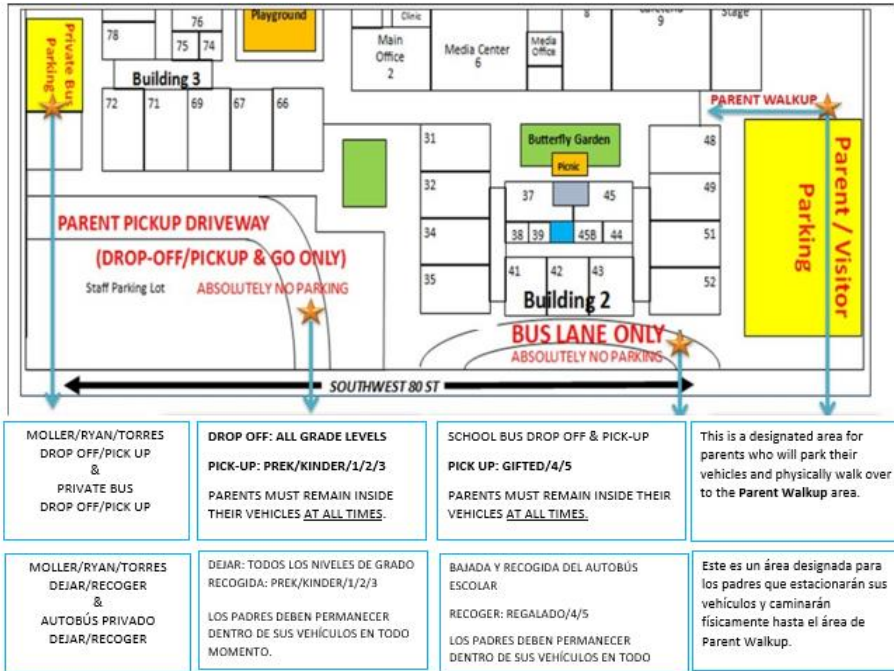 Playground
76
78
75 74
Private Bus
Parking
Building 3
72 71 69 67 66
Clinic
Main
Office
2
Media Center
6
Media
Office
8
9
Stage
PARENT WALKUP
Parent / Visitor
Parking
31
32
34
35
Butterfly Garden
Picnic
37 45
38 39 45B 44
41 42 43
Building 2
48
49
51
52
PARENT PICKUP DRIVEWAY
(DROP-OFF/PICKUP & GO ONLY)
Staff Parking Lot ABSOLUTELY NO PARKING
BUS LANE ONLY
ABSOLUTELY NO PARKING
SOUTHWEST 80 ST
MOLLER/RYAN/TORRES
DROP OFF/PICK UP
&
PRIVATE BUS
DROP OFF/PICK UP
DROP OFF: ALL GRADE LEVELS
PICK-UP: PREK/KINDER/1/2/3
PARENTS MUST REMAIN INSIDE
THEIR VEHICLES AT ALL TIMES.
SCHOOL BUS DROP OFF & PICK-UP
PICK UP: GIFTED/4/5
PARENTS MUST REMAIN INSIDE THEIR
VEHICLES AT ALL TIMES.
This is a designated area for
parents who will park their
vehicles and physically walk over
to the Parent Walkup area.
MOLLER/RYAN/TORRES
DEJAR/RECOGER
&
AUTOBÚS PRIVADO
DEJAR/RECOGER
DEJAR: TODOS LOS NIVELES DE GRADO
RECOGIDA: PREK/KINDER/1/2/3
LOS PADRES DEBEN PERMANECER
DENTRO DE SUS VEHÍCULOS EN TODO
MOMENTO.
BAJADA Y RECOGIDA DEL AUTOBÚS
ESCOLAR
RECOGER: REGALADO/4/5
LOS PADRES DEBEN PERMANECER
DENTRO DE SUS VEHÍCULOS EN TODO
Este es un área designada para
los padres que estacionarán sus
vehículos y caminarán
físicamente hasta el área de
Parent Walkup.